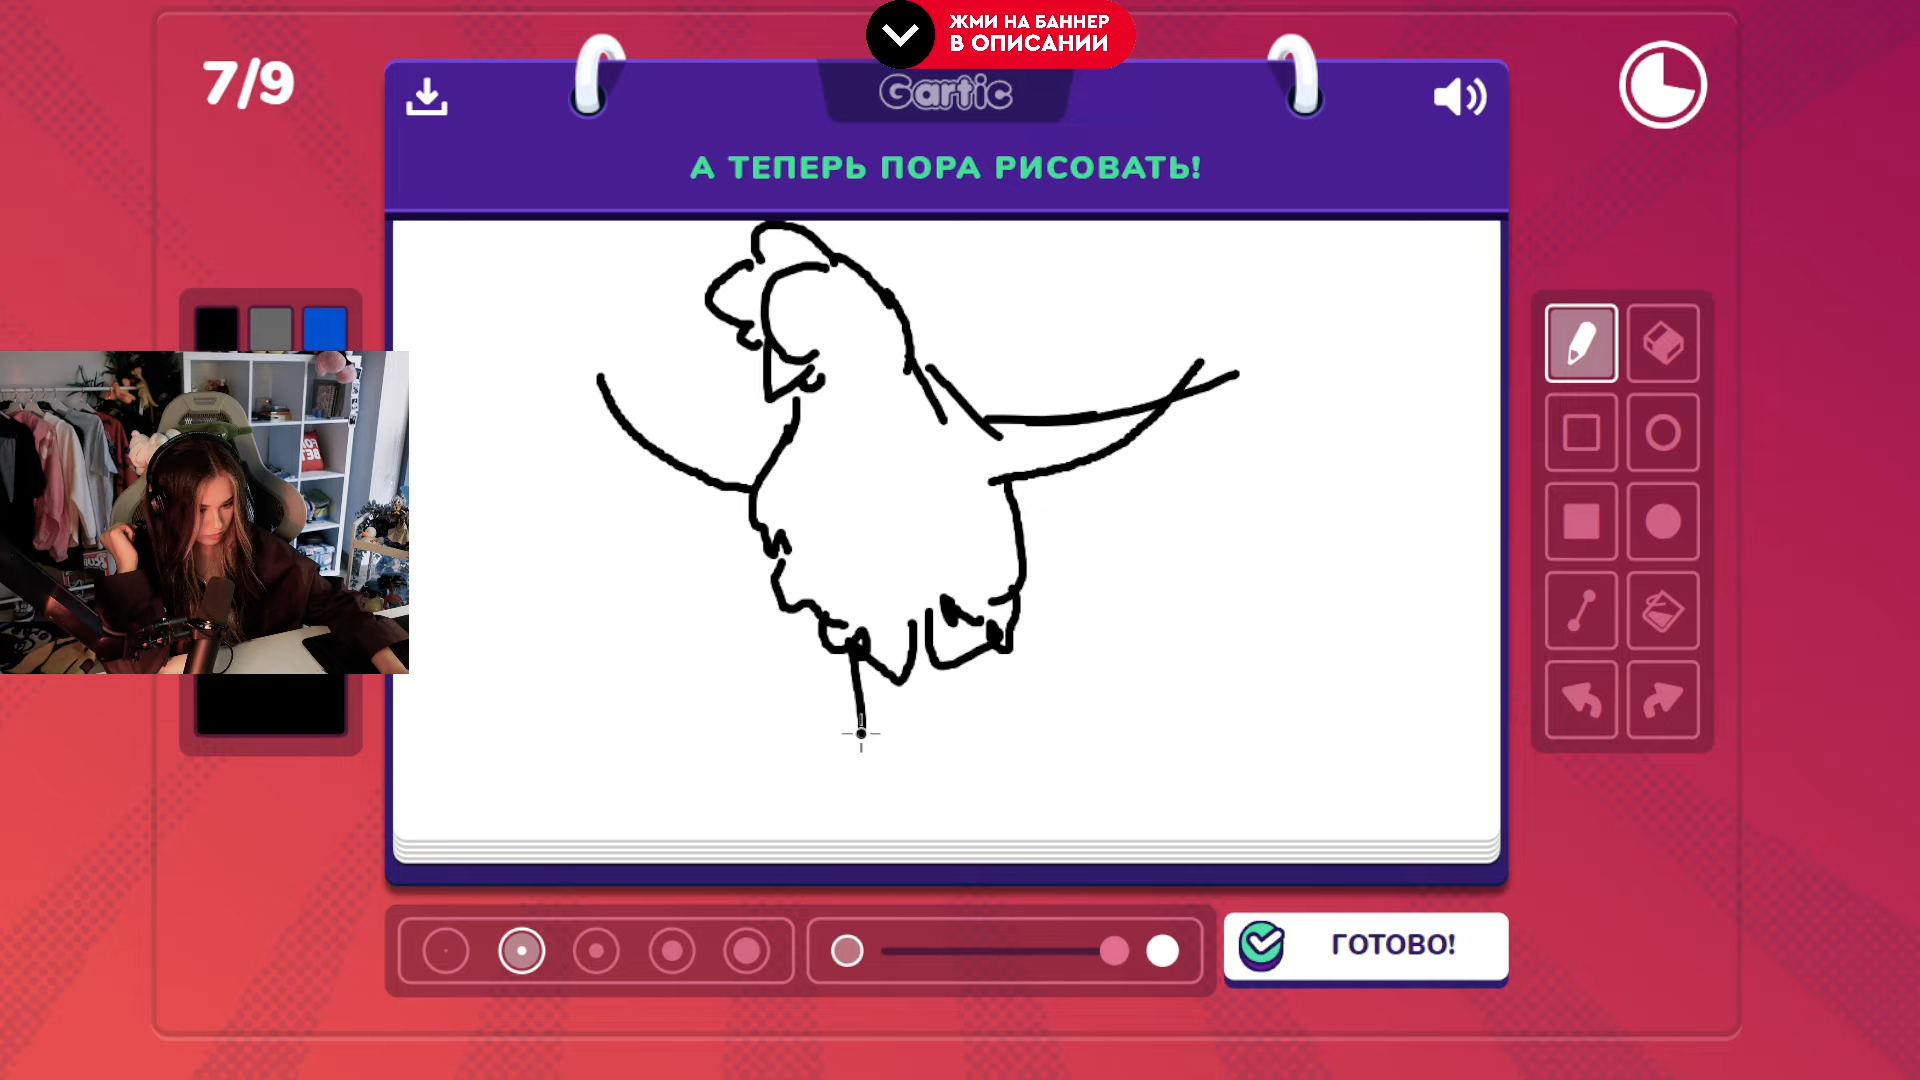 ЖМИ НА БАННЕР
В ОПИСАНИИ
7/9
Gartic
А ТЕПЕРЬ ПОРА РИСОВАТЬ!
ГОТОВО!